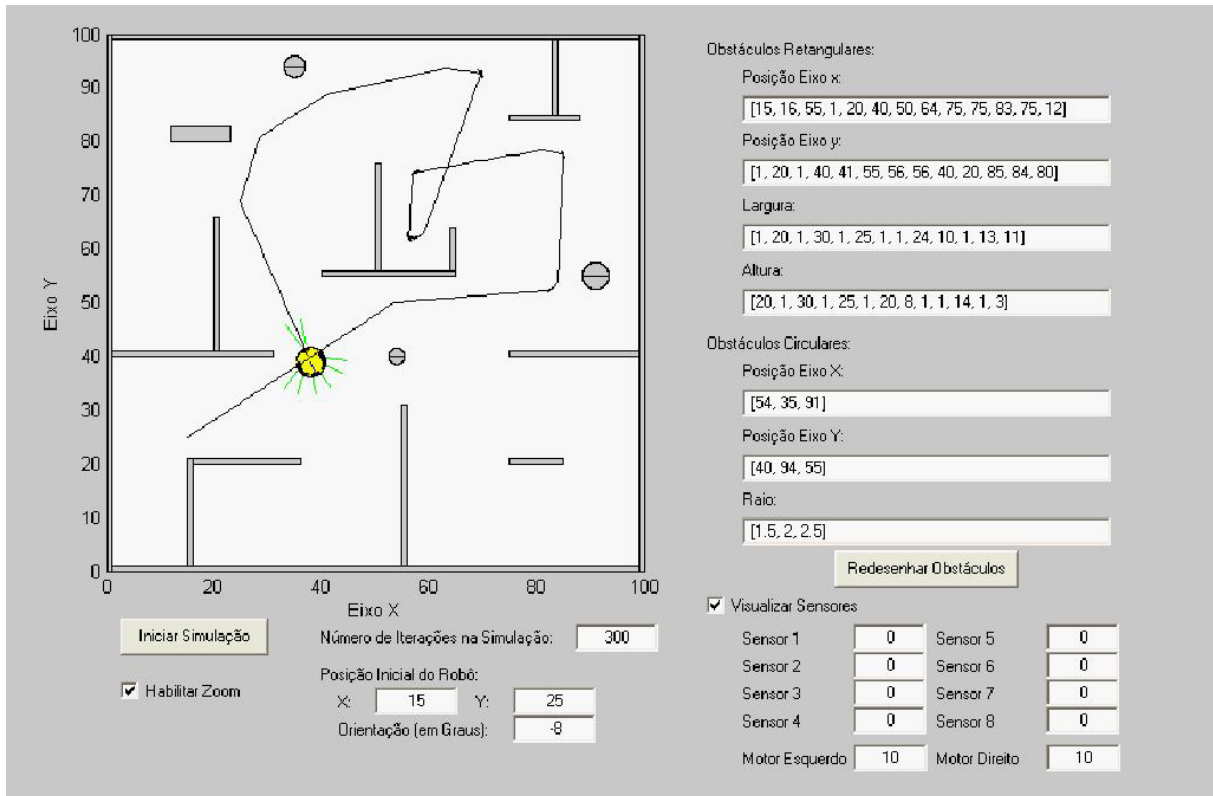 100
90
80
70
60
50
40
30
20
10
0
Eixo Y
0 20 40 60 80 100
Eixo X
Iniciar Simulação
Habilitar Zoom
Número de Iterações na Simulação: 300
Posição Inicial do Robô:
X: 15 Y: 25
Orientação (em Graus): -8
Obstáculos Retangulares:
Posição Eixo x:
[15, 16, 55, 1, 20, 40, 50, 64, 75, 75, 83, 75, 12]
Posição Eixo y:
[1, 20, 1, 40, 41, 55, 56, 56, 40, 20, 85, 84, 80]
Largura:
[1, 20, 1, 30, 1, 25, 1, 1, 24, 10, 1, 13, 11]
Altura:
[20, 1, 30, 1, 25, 1, 20, 8, 1, 1, 14, 1, 3]
Obstáculos Circulares:
Posição Eixo X:
[54, 35, 91]
Posição Eixo Y:
[40, 94, 55]
Raio:
[1.5, 2, 2.5]
Redesenhar Obstáculos
Visualizar Sensores
Sensor 1 0 Sensor 5 0
Sensor 2 0 Sensor 6 0
Sensor 3 0 Sensor 7 0
Sensor 4 0 Sensor 8 0
Motor Esquerdo 10 Motor Direito 10